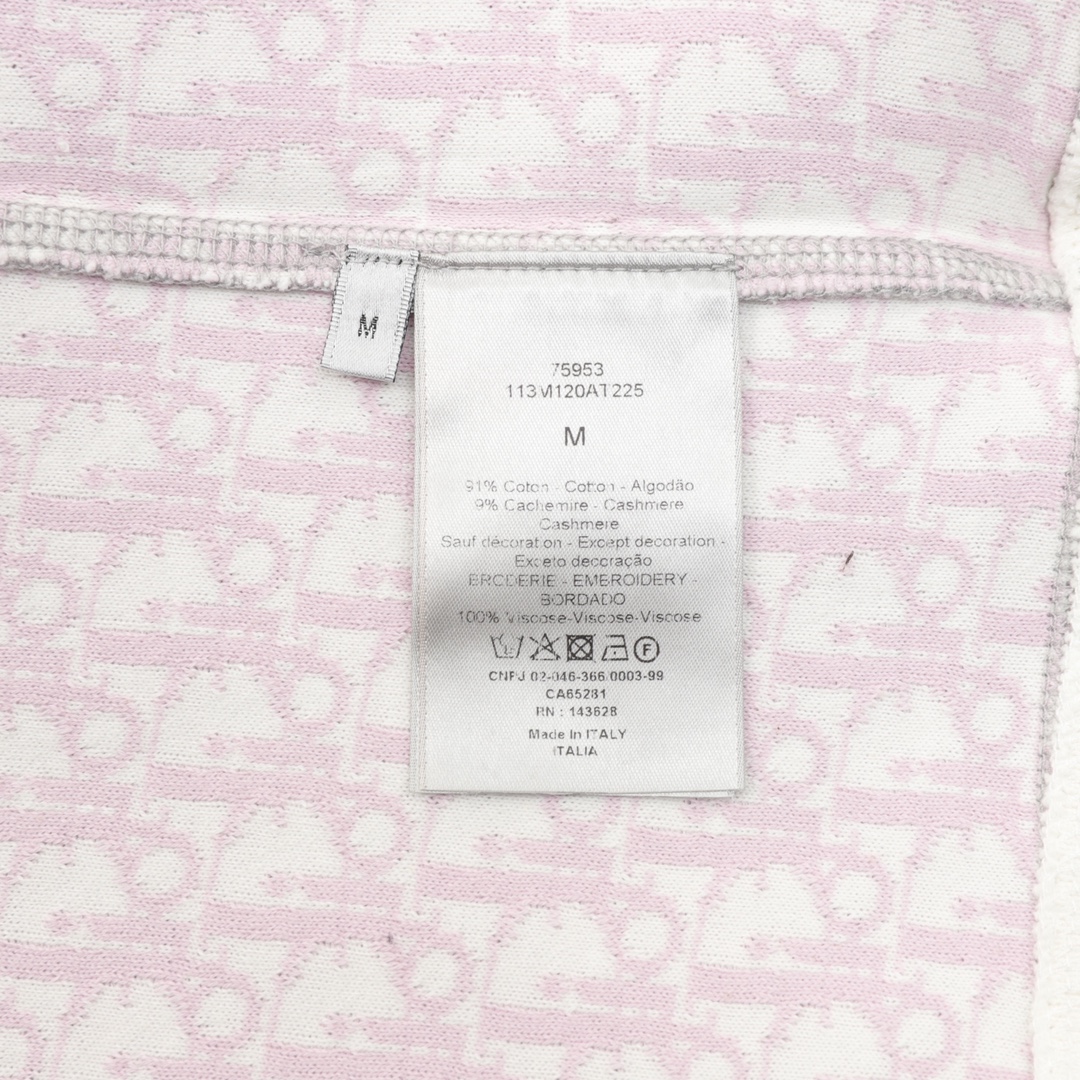 M
75953
113M120AT225
M
91% Coton - Cotton - Algodão
9% Cachemire - Cashmere
Cashmere
Sauf décoration - Except decoration -
Exceto decoração
BRODERIE - EMBROIDERY -
BORDADO
100% Viscose-Viscose-Viscose
F
CNPJ 02-046-366/0003-99
CA65281
RN : 143628
Made In ITALY
ITALIA